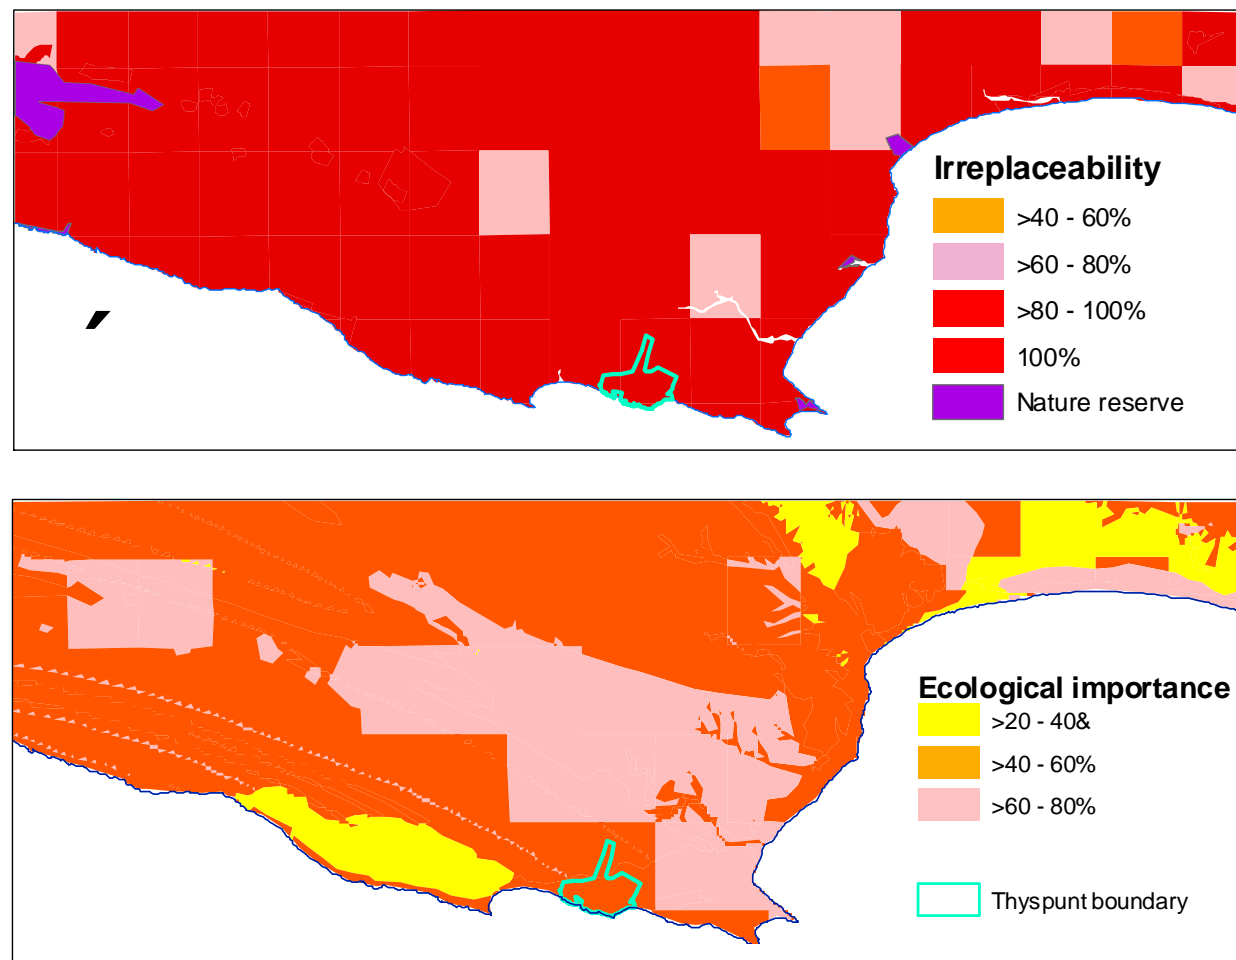 Irreplaceability
>40 - 60%
>60 - 80%
>80 - 100%
100%
Nature reserve
Ecological importance
>20 - 40&
>40 - 60%
>60 - 80%
Thyspunt boundary